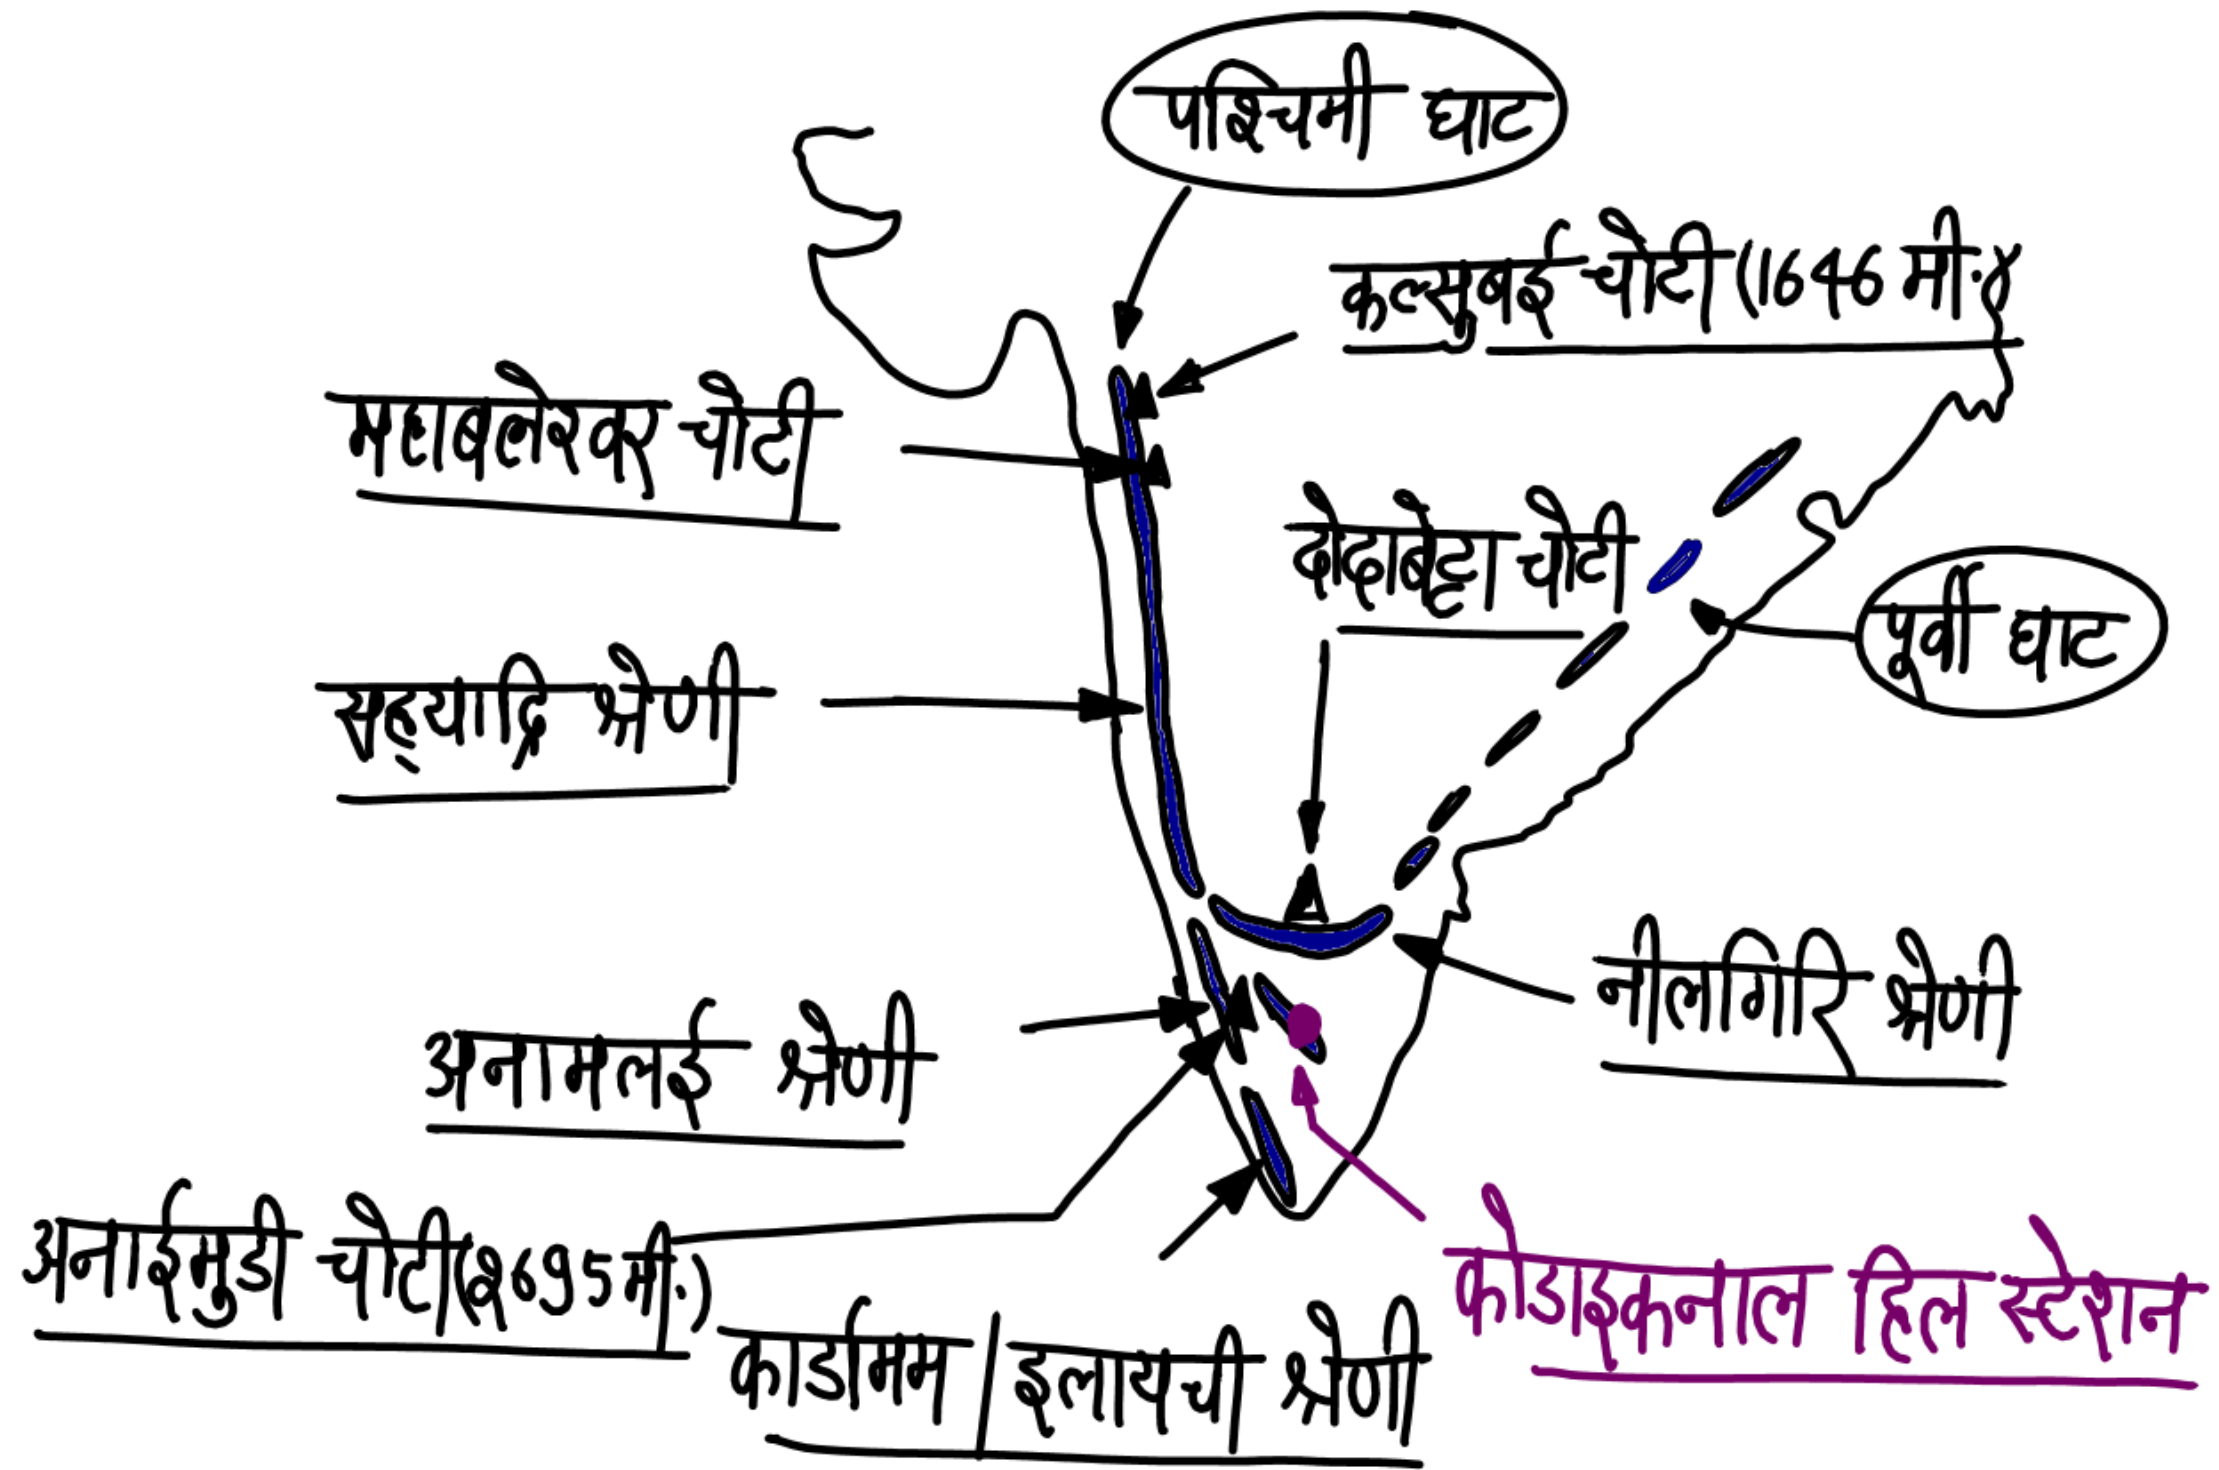 पश्चिमी घाट
कल्सुबई चोटी (1646 मी.)
महाबलेश्वर चोटी
दोदाबेट्टा चोटी
पूर्वी घाट
सह्याद्रि श्रेणी
नीलगिरि श्रेणी
अनामलई श्रेणी
अनाईमुडी चोटी (2695 मी.)
कोडाइकनाल हिल स्टेशन
कार्डामम / इलायची श्रेणी